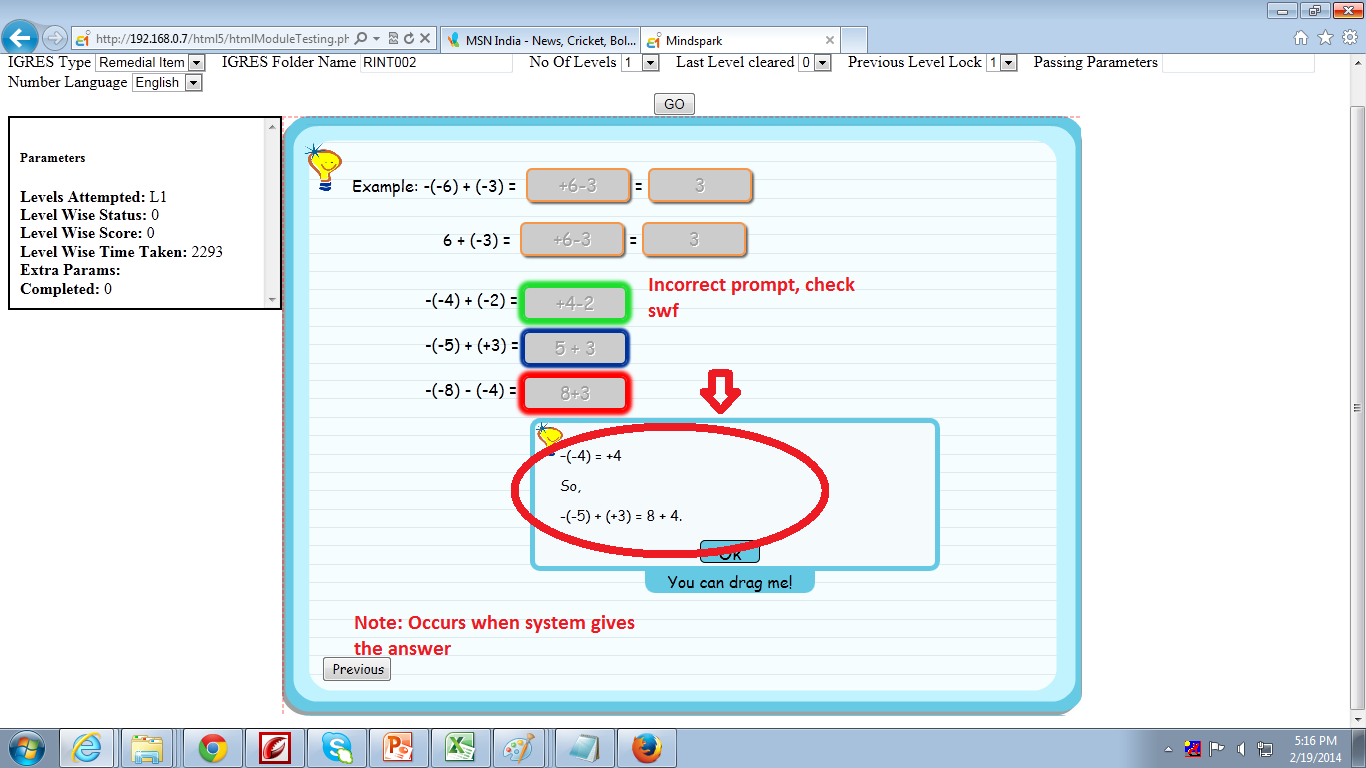 http://192.168.0.7/html5/htmlModuleTesting.ph
MSN India - News, Cricket, Bol...
Mindspark
IGRES Type Remedial Item IGRES Folder Name RINT002 No Of Levels 1 Last Level cleared 0 Previous Level Lock 1 Passing Parameters
Number Language English
GO
Parameters
Levels Attempted: L1
Level Wise Status: 0
Level Wise Score: 0
Level Wise Time Taken: 2293
Extra Params:
Completed: 0
Example: -(-6) + (-3) = +6-3 = 3
6 + (-3) = +6-3 = 3
-(-4) + (-2) = +4-2
Incorrect prompt, check
swf
-(-5) + (+3) = 5 + 3
-(-8) - (-4) = 8+3
-(-4) = +4
So,
-(-5) + (+3) = 8 + 4.
Ok
You can drag me!
Note: Occurs when system gives
the answer
Previous
5:16 PM
2/19/2014